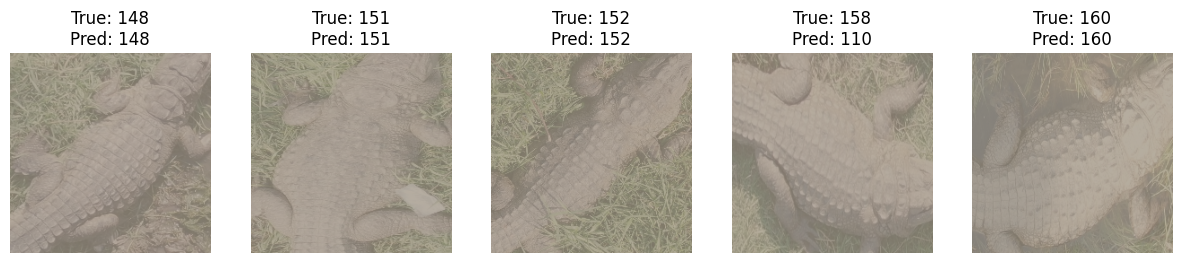 True: 148
Pred: 148
True: 151
Pred: 151
True: 152
Pred: 152
True: 158
Pred: 110
True: 160
Pred: 160